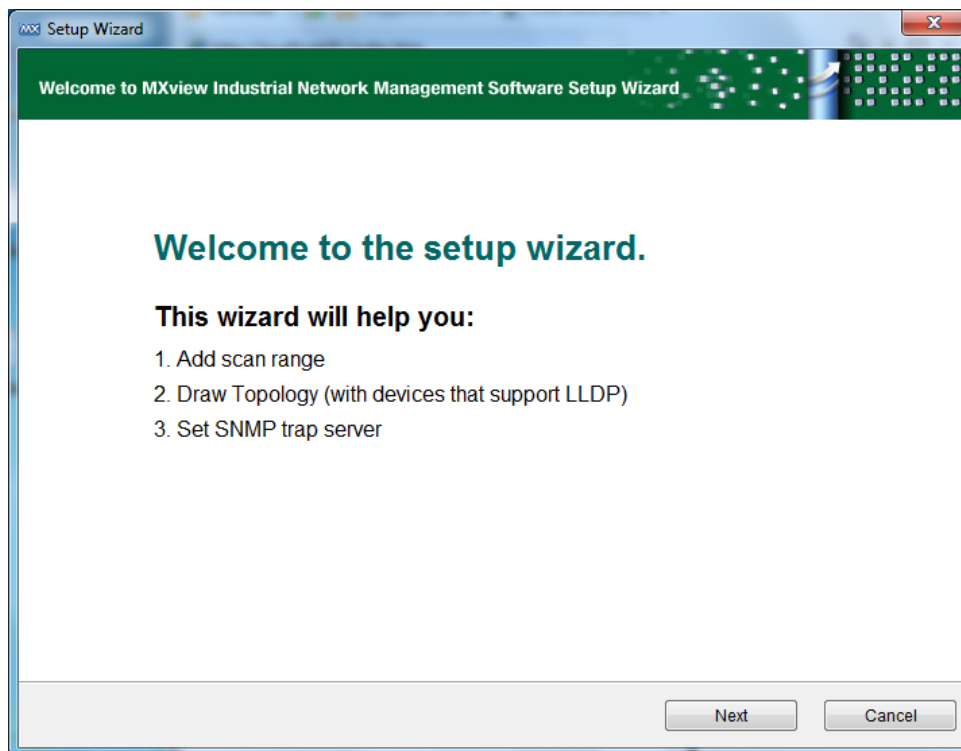 MX Setup Wizard
Welcome to MXview Industrial Network Management Software Setup Wizard
Welcome to the setup wizard.
This wizard will help you:
1. Add scan range
2. Draw Topology (with devices that support LLDP)
3. Set SNMP trap server
Next Cancel